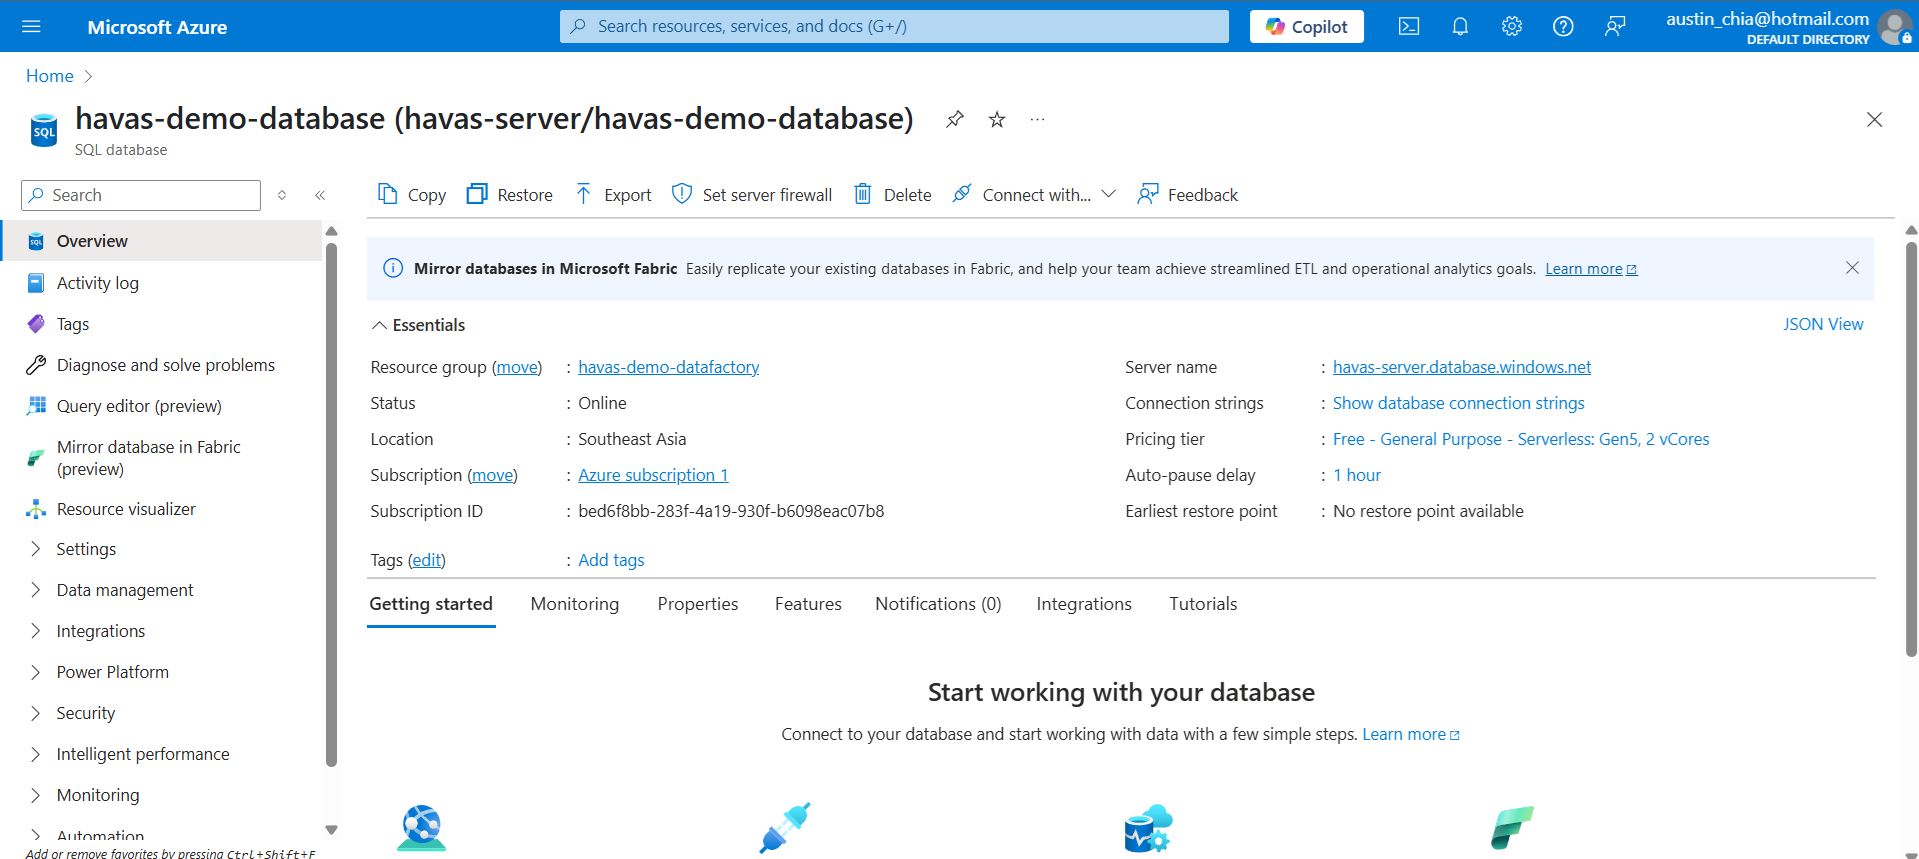 Microsoft Azure
Search resources, services, and docs (G+/)
Copilot
austin_chia@hotmail.com
DEFAULT DIRECTORY
Home
SQL
havas-demo-database (havas-server/havas-demo-database)
SQL database
Search
Copy
Restore
Export
Set server firewall
Delete
Connect with...
Feedback
Overview
Activity log
Tags
Diagnose and solve problems
Query editor (preview)
Mirror database in Fabric
(preview)
Resource visualizer
Settings
Data management
Integrations
Power Platform
Security
Intelligent performance
Monitoring
Automation
Add or remove favorites by pressing Ctrl+Shift+F
Mirror databases in Microsoft Fabric Easily replicate your existing databases in Fabric, and help your team achieve streamlined ETL and operational analytics goals. Learn more
Essentials
JSON View
Resource group (move) : havas-demo-datafactory
Status : Online
Location : Southeast Asia
Subscription (move) : Azure subscription 1
Subscription ID : bed6f8bb-283f-4a19-930f-b6098eac07b8
Server name : havas-server.database.windows.net
Connection strings : Show database connection strings
Pricing tier : Free - General Purpose - Serverless: Gen5, 2 vCores
Auto-pause delay : 1 hour
Earliest restore point : No restore point available
Tags (edit) : Add tags
Getting started
Monitoring
Properties
Features
Notifications (0)
Integrations
Tutorials
Start working with your database
Connect to your database and start working with data with a few simple steps. Learn more